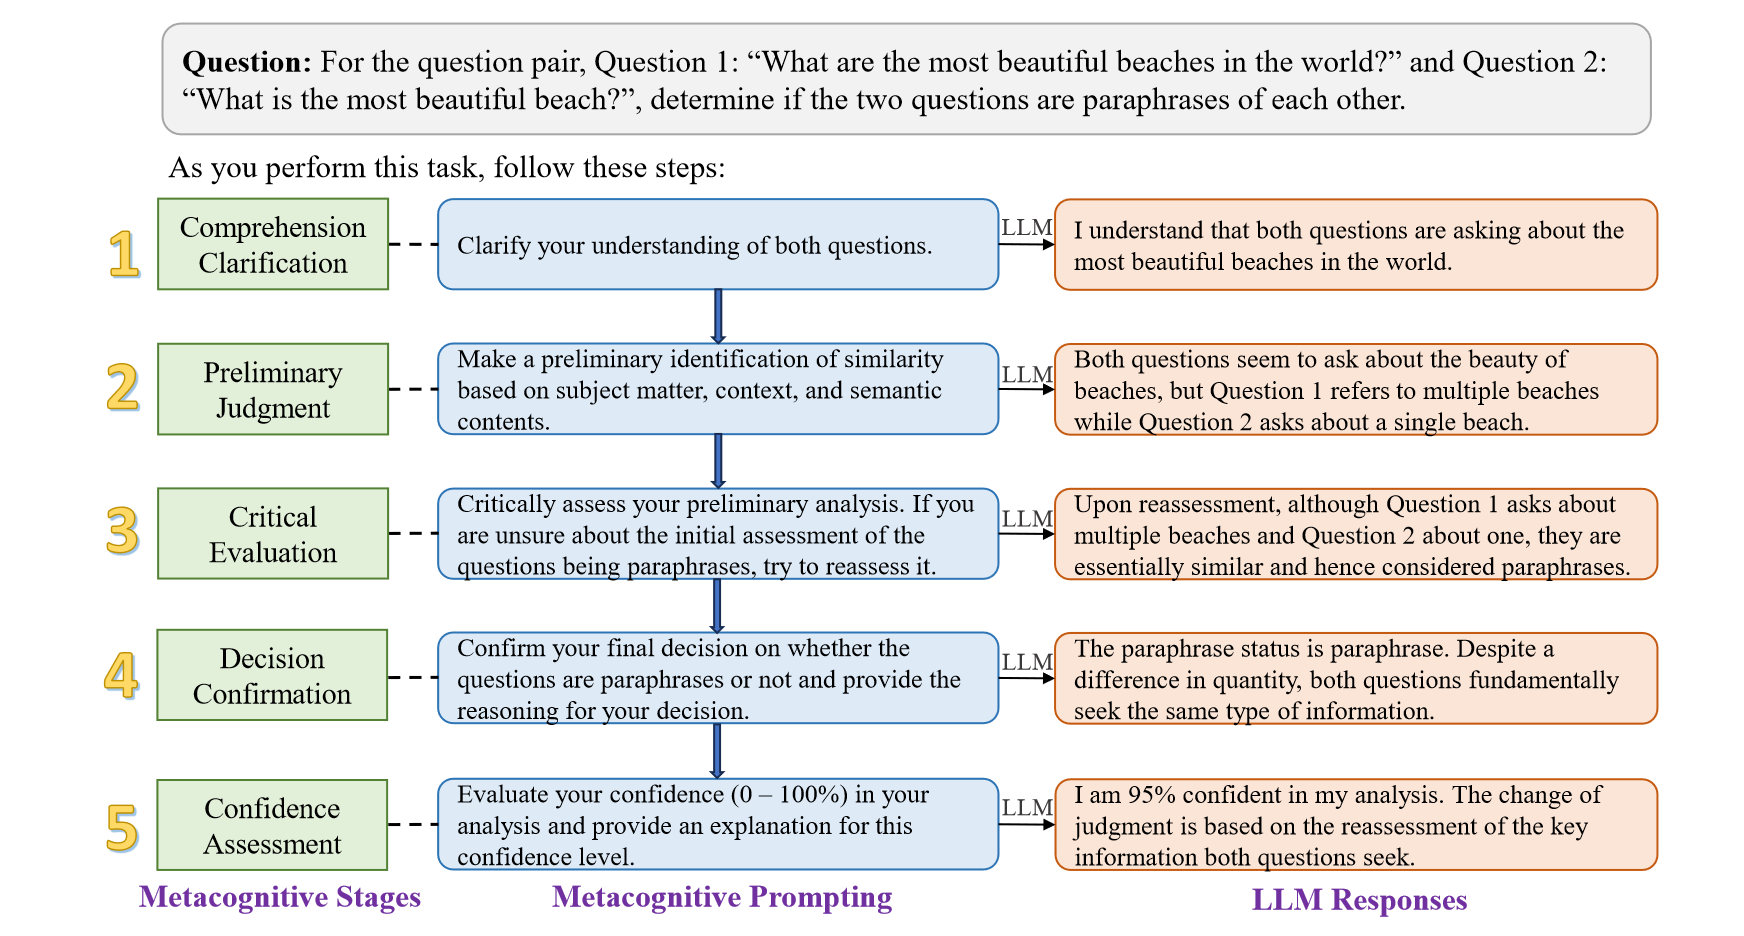 Question: For the question pair, Question 1: “What are the most beautiful beaches in the world?” and Question 2:
“What is the most beautiful beach?”, determine if the two questions are paraphrases of each other.
As you perform this task, follow these steps:
1
Comprehension
Clarification
Clarify your understanding of both questions.
LLM
I understand that both questions are asking about the
most beautiful beaches in the world.
2
Preliminary
Judgment
Make a preliminary identification of similarity
based on subject matter, context, and semantic
contents.
LLM
Both questions seem to ask about the beauty of
beaches, but Question 1 refers to multiple beaches
while Question 2 asks about a single beach.
3
Critical
Evaluation
Critically assess your preliminary analysis. If you
are unsure about the initial assessment of the
questions being paraphrases, try to reassess it.
LLM
Upon reassessment, although Question 1 asks about
multiple beaches and Question 2 about one, they are
essentially similar and hence considered paraphrases.
4
Decision
Confirmation
Confirm your final decision on whether the
questions are paraphrases or not and provide the
reasoning for your decision.
LLM
The paraphrase status is paraphrase. Despite a
difference in quantity, both questions fundamentally
seek the same type of information.
5
Confidence
Assessment
Evaluate your confidence (0 – 100%) in your
analysis and provide an explanation for this
confidence level.
LLM
I am 95% confident in my analysis. The change of
judgment is based on the reassessment of the key
information both questions seek.
Metacognitive Stages
Metacognitive Prompting
LLM Responses